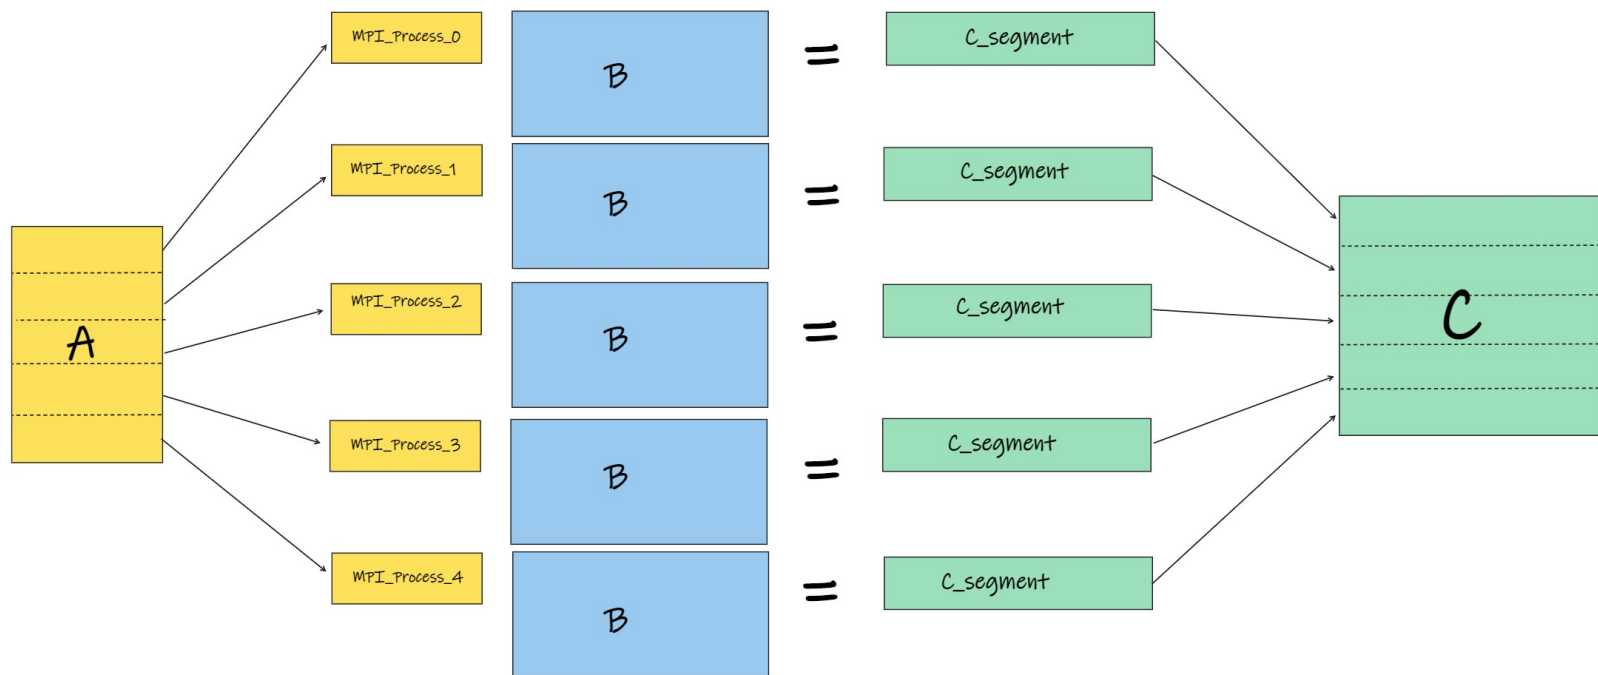 MPI_Process_0
B
=
C_segment
MPI_Process_1
B
=
C_segment
A
MPI_Process_2
B
=
C_segment
C
MPI_Process_3
B
=
C_segment
MPI_Process_4
B
=
C_segment